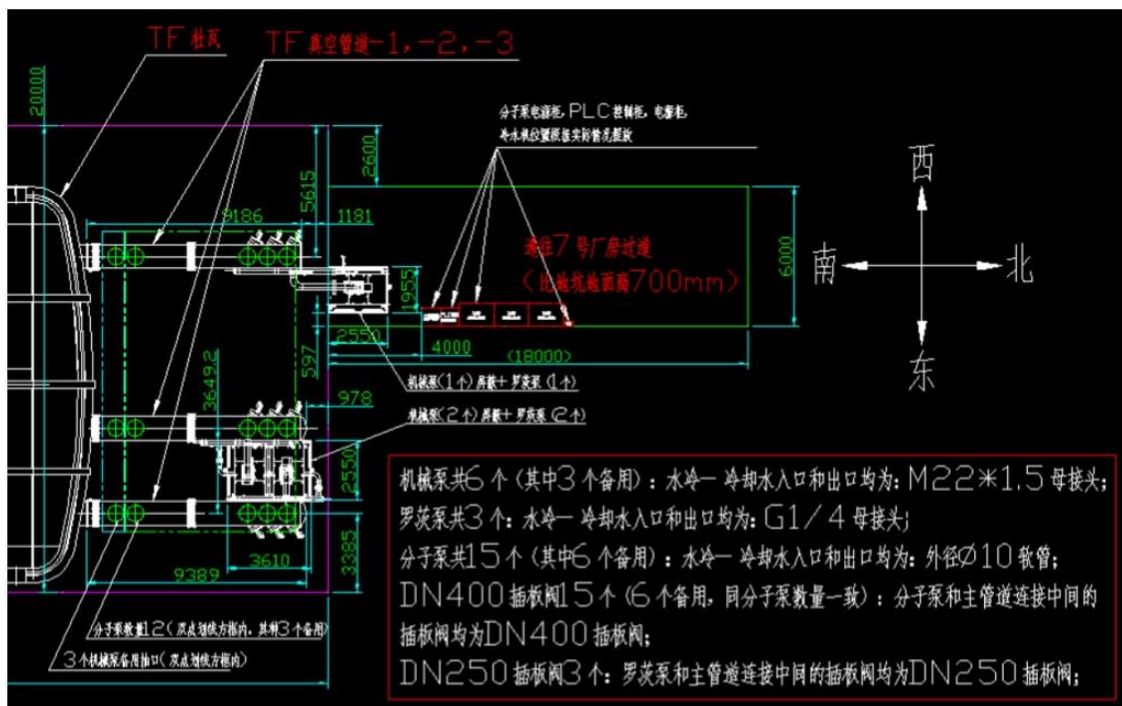 TF 杜瓦
TF 真空管道-1, -2, -3
分子泵电源柜, PLC 控制柜, 电器柜,
冷水机位置根据实际情况摆放
20000
2600
5615
9186
1181
西
南
北
东
通往7号厂房过道
(比地坑地面高700mm)
6000
1955
2550
4000
(18000)
597
3649.2
机械泵(1个)屏蔽+罗茨泵(1个)
978
机械泵(2个)屏蔽+罗茨泵(2个)
2550
3610
3385
9389
分子泵数量12(双点划线方框内, 其种3个备用)
3个机械泵备用抽口(双点划线方框内)
机械泵共6个(其中3个备用): 水冷—冷却水入口和出口均为: M22*1.5母接头;
罗茨泵共3个: 水冷—冷却水入口和出口均为: G1/4母接头;
分子泵共15个(其中6个备用): 水冷—冷却水入口和出口均为: 外径Ø10软管;
DN400插板阀15个(6个备用, 同分子泵数量一致): 分子泵和主管道连接中间的
插板阀均为DN400插板阀;
DN250插板阀3个: 罗茨泵和主管道连接中间的插板阀均为DN250插板阀;